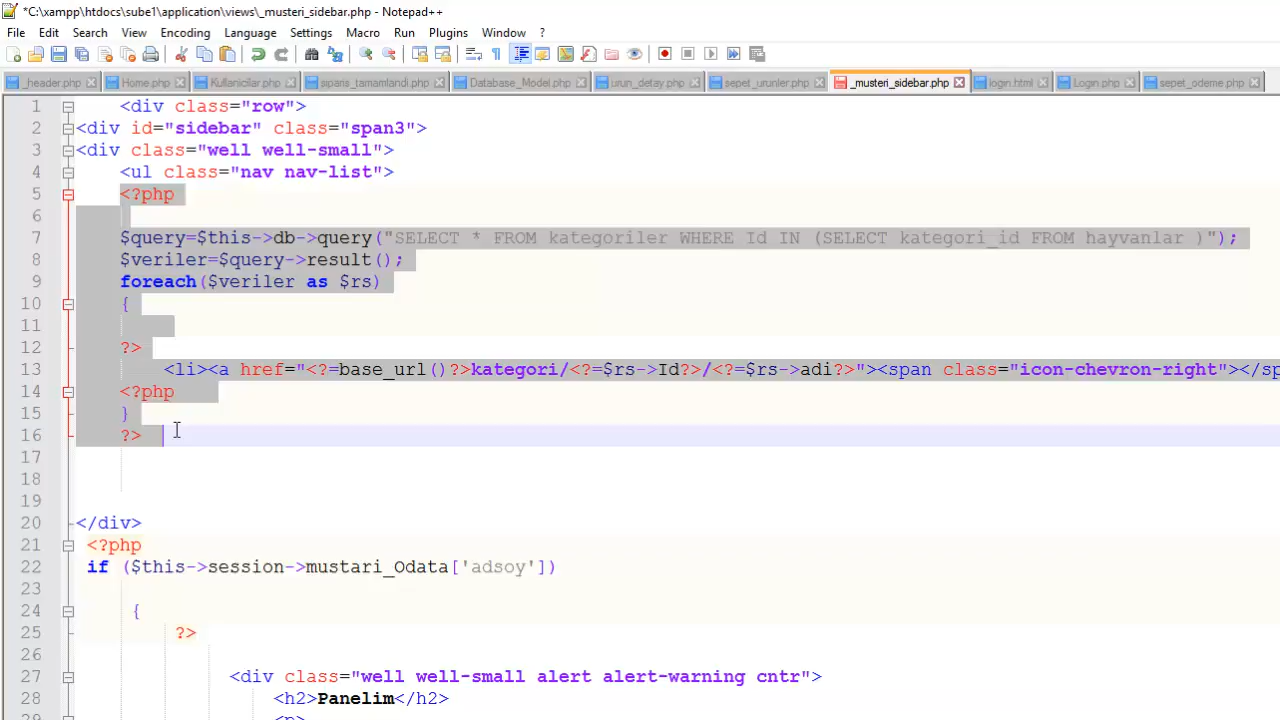 *C:\xampp\htdocs\sube1\application\views\_musteri_sidebar.php - Notepad++
File Edit Search View Encoding Language Settings Macro Run Plugins Window ?
_header.php Home.php Kullanicilar.php siparis_tamamlandi.php Database_Model.php urun_detay.php sepet_urunler.php _musteri_sidebar.php login.html Login.php sepet_odeme.php
1 <div class="row">
2 <div id="sidebar" class="span3">
3 <div class="well well-small">
4 <ul class="nav nav-list">
5 <?php
6
7 $query=$this->db->query("SELECT * FROM kategoriler WHERE Id IN (SELECT kategori_id FROM hayvanlar )");
8 $veriler=$query->result();
9 foreach($veriler as $rs)
10 {
11
12 ?>
13 <li><a href="<?=base_url()?>kategori/<?=$rs->Id?>/<?=$rs->adi?>"><span class="icon-chevron-right"></sp
14 <?php
15 }
16 ?>
17
18
19
20 </div>
21 <?php
22 if ($this->session->mustari_Odata['adsoy'])
23
24 {
25 ?>
26
27 <div class="well well-small alert alert-warning cntr">
28 <h2>Panelim</h2>
29 <p>